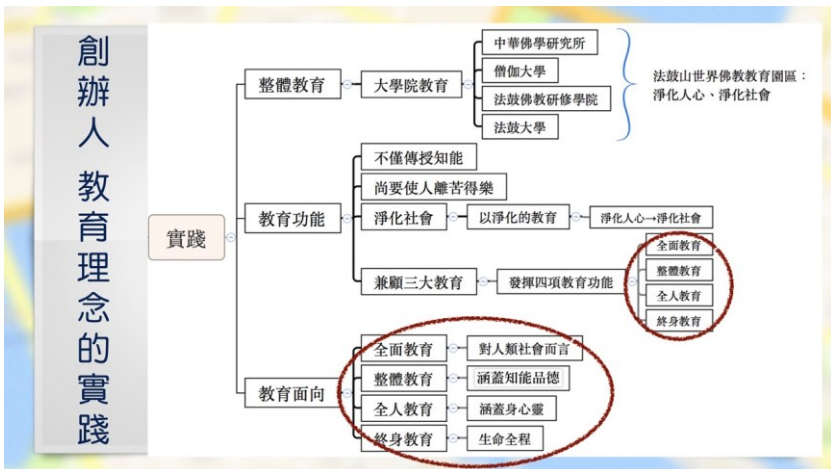 創辦人 教育理念的實踐
實踐
整體教育
大學院教育
中華佛學研究所
僧伽大學
法鼓佛教研修學院
法鼓大學
法鼓山世界佛教教育園區：
淨化人心、淨化社會
教育功能
不僅傳授知能
尚要使人離苦得樂
淨化社會
以淨化的教育
淨化人心→淨化社會
兼顧三大教育
發揮四項教育功能
全面教育
整體教育
全人教育
終身教育
教育面向
全面教育
對人類社會而言
整體教育
涵蓋知能品德
全人教育
涵蓋身心靈
終身教育
生命全程